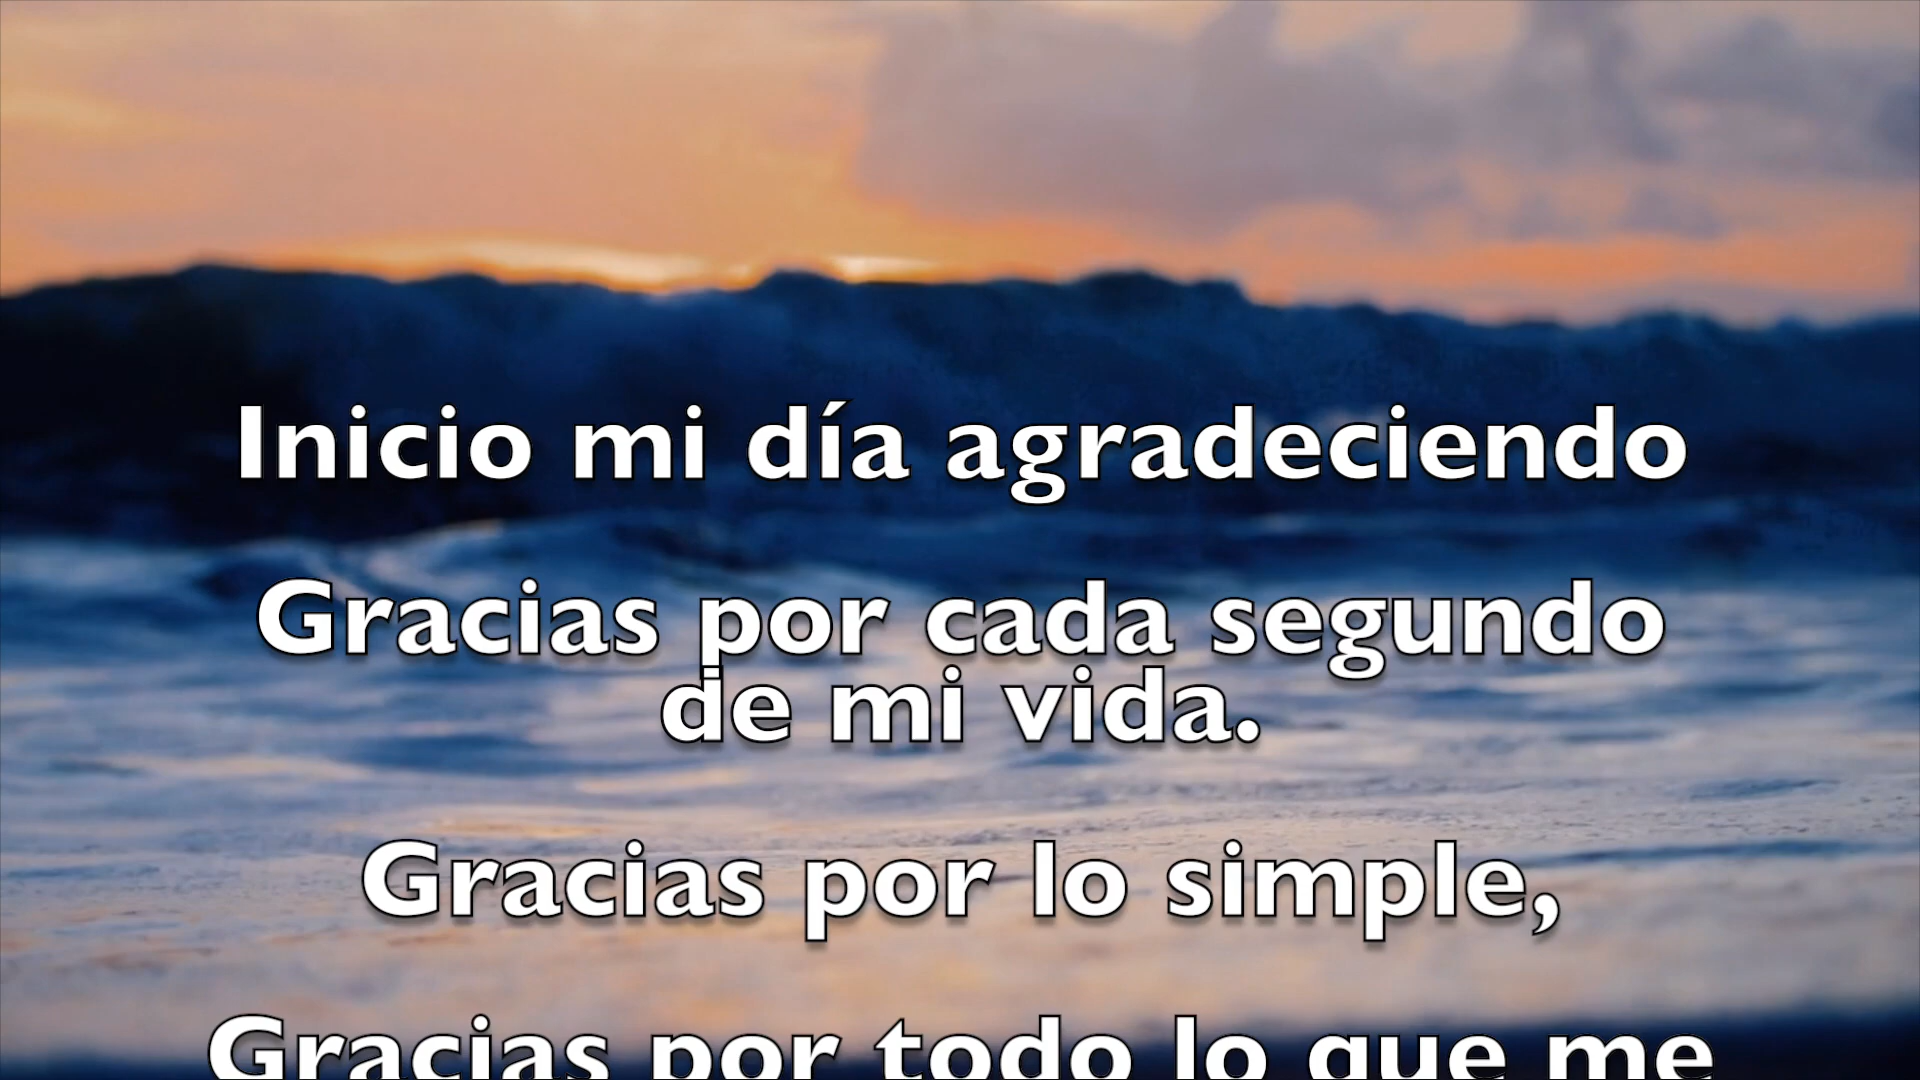 Inicio mi día agradeciendo
Gracias por cada segundo
de mi vida.
Gracias por lo simple,
Gracias por todo lo que me